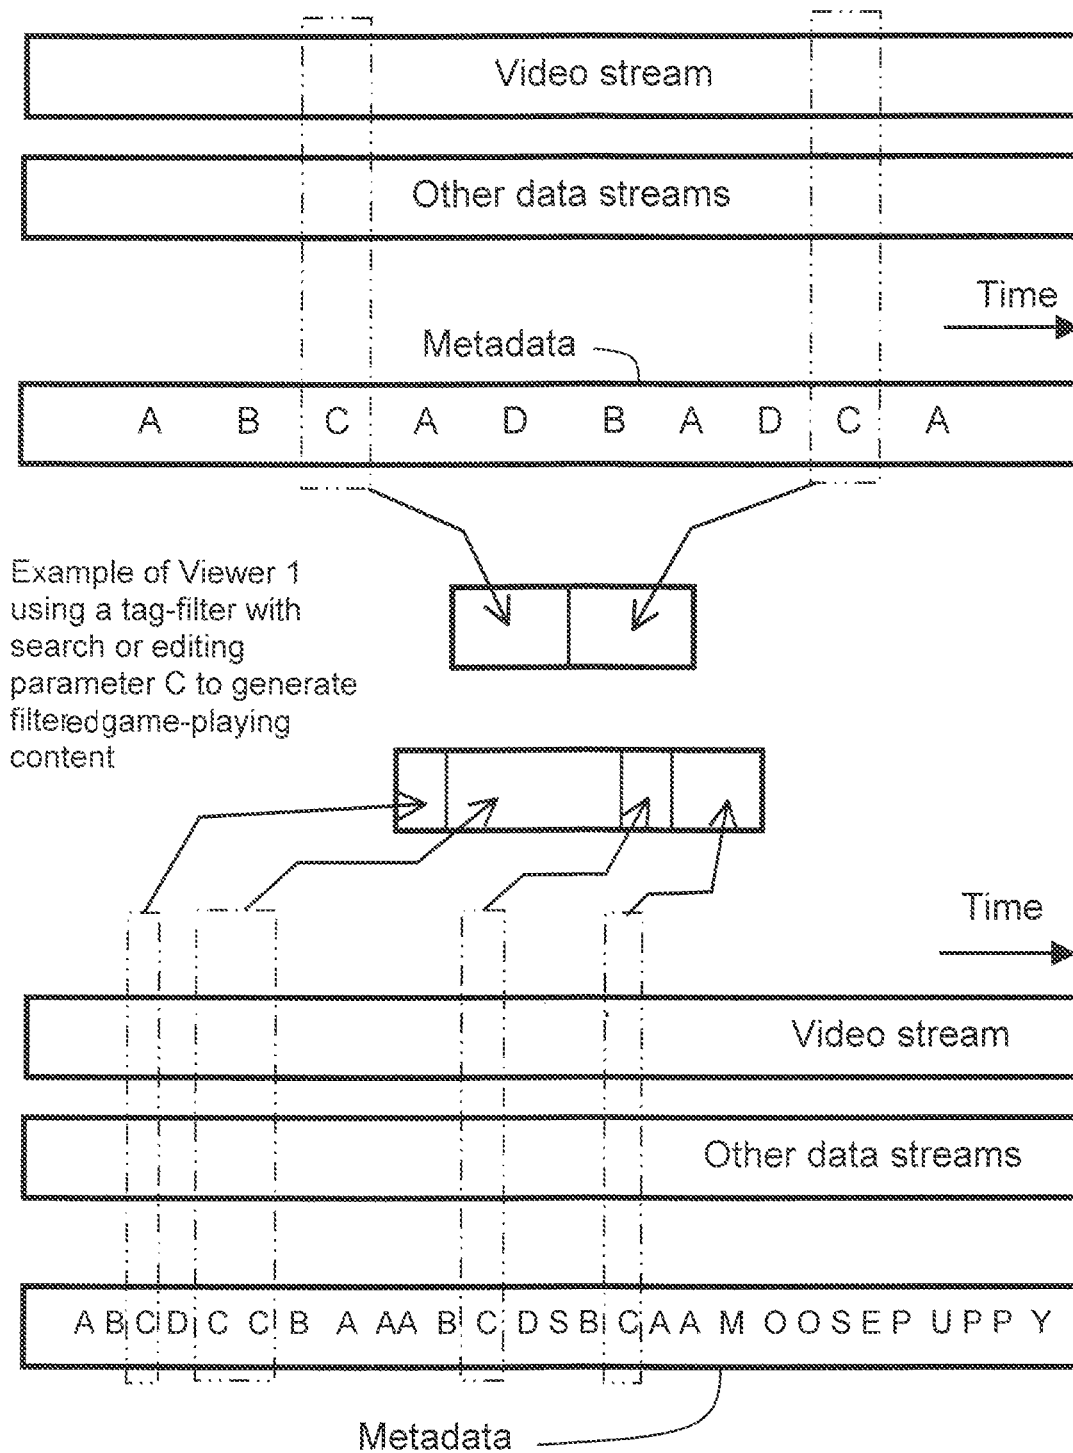 Video stream
Other data streams
Time
Metadata
A B C A D B A D C A
Example of Viewer 1
using a tag-filter with
search or editing
parameter C to generate
filteredgame-playing
content
Time
Video stream
Other data streams
A B C D C C B A AA B C D S B C A A M O O S E P U P P Y
Metadata